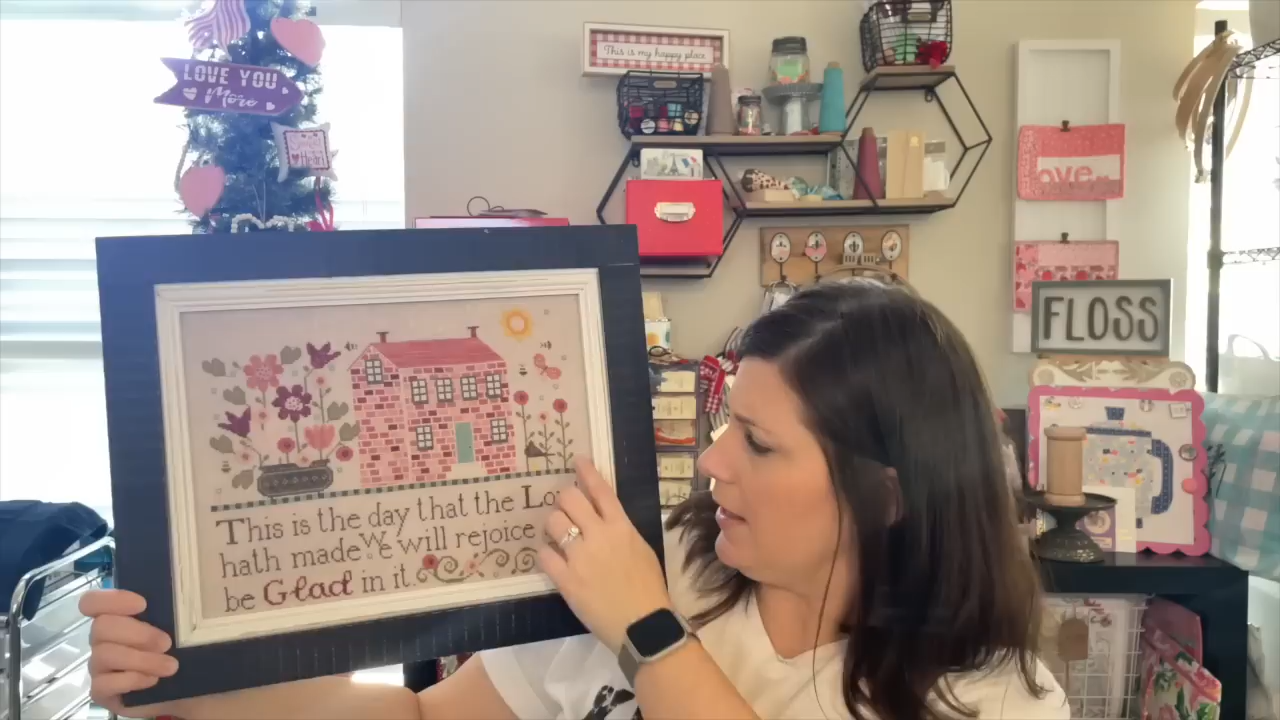 LOVE YOU
More
This is my happy place
Love
FLOSS
This is the day that the
hath made we will rejoice
be Glad in it.